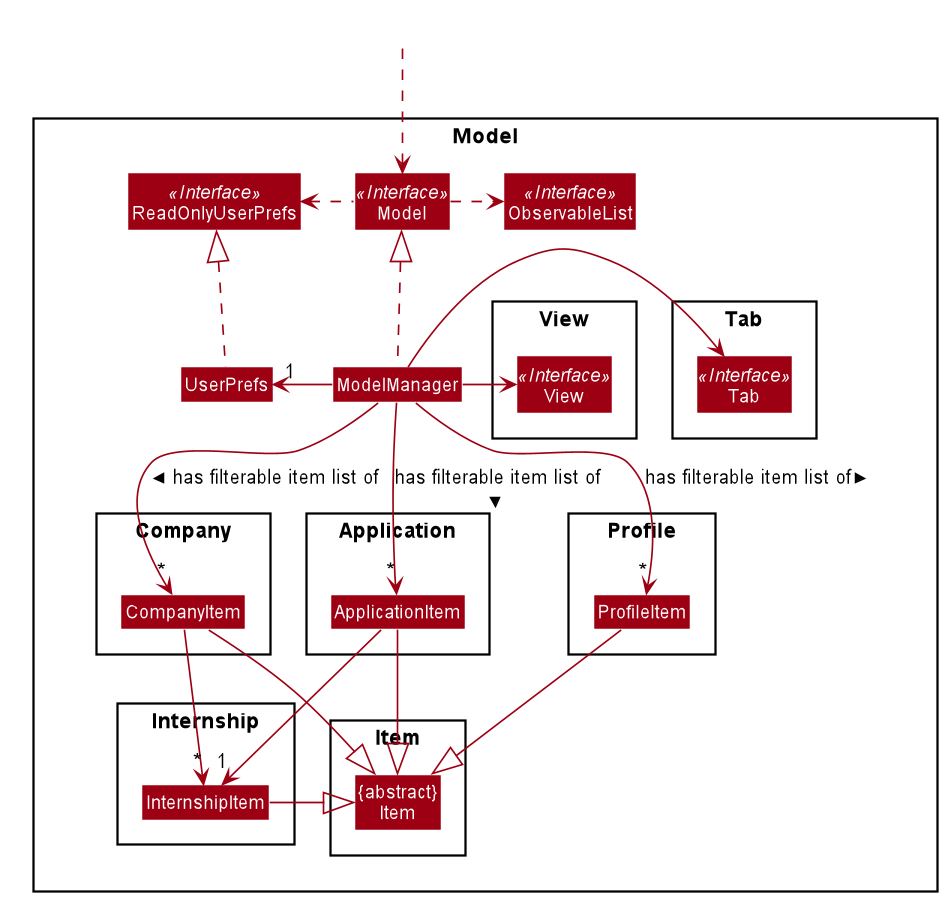 Model
«Interface»
ReadOnlyUserPrefs
«Interface»
Model
«Interface»
ObservableList
View
Tab
UserPrefs
1
ModelManager
«Interface»
View
«Interface»
Tab
◄ has filterable item list of
has filterable item list of
▼
has filterable item list of►
Company
Application
Profile
*
*
*
CompanyItem
ApplicationItem
ProfileItem
Internship
Item
*
1
InternshipItem
{abstract}
Item